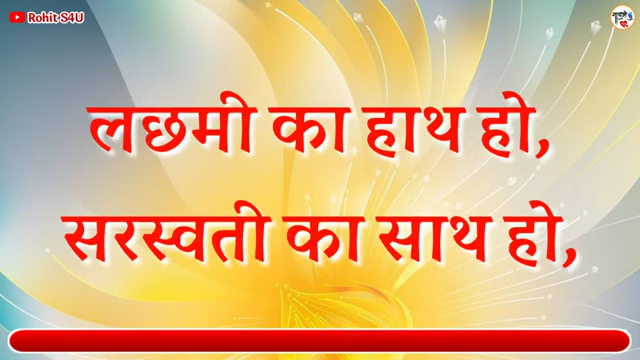 Rohit S4U
लछमी का हाथ हो,
सरस्वती का साथ हो,